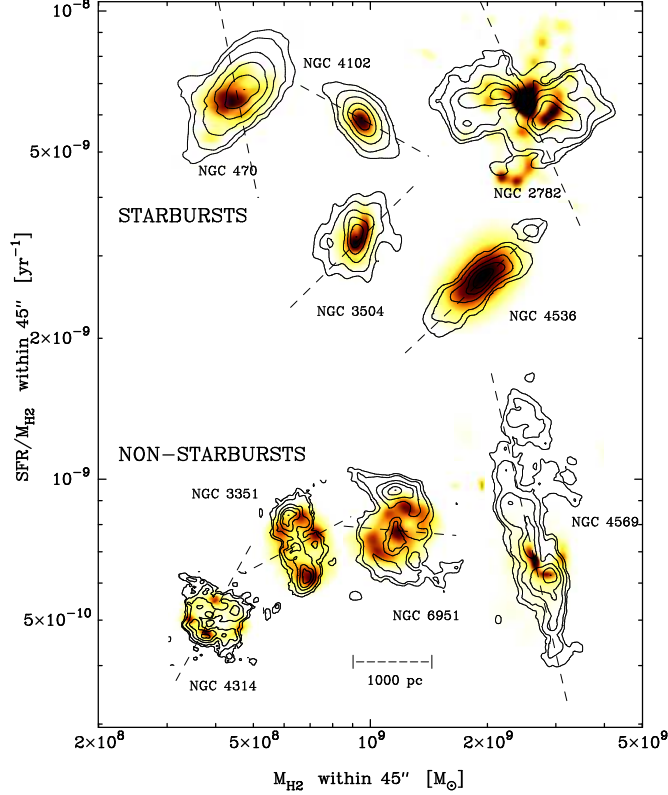 10⁻⁸
NGC 4102
5×10⁻⁹
NGC 470
NGC 2782
STARBURSTS
NGC 3504
NGC 4536
2×10⁻⁹
SFR/M_H2 within 45″ [yr⁻¹]
NON-STARBURSTS
10⁻⁹
NGC 3351
NGC 4569
5×10⁻¹⁰
NGC 6951
1000 pc
NGC 4314
2×10⁸ 5×10⁸ 10⁹ 2×10⁹ 5×10⁹
M_H2 within 45″ [M_⊙]